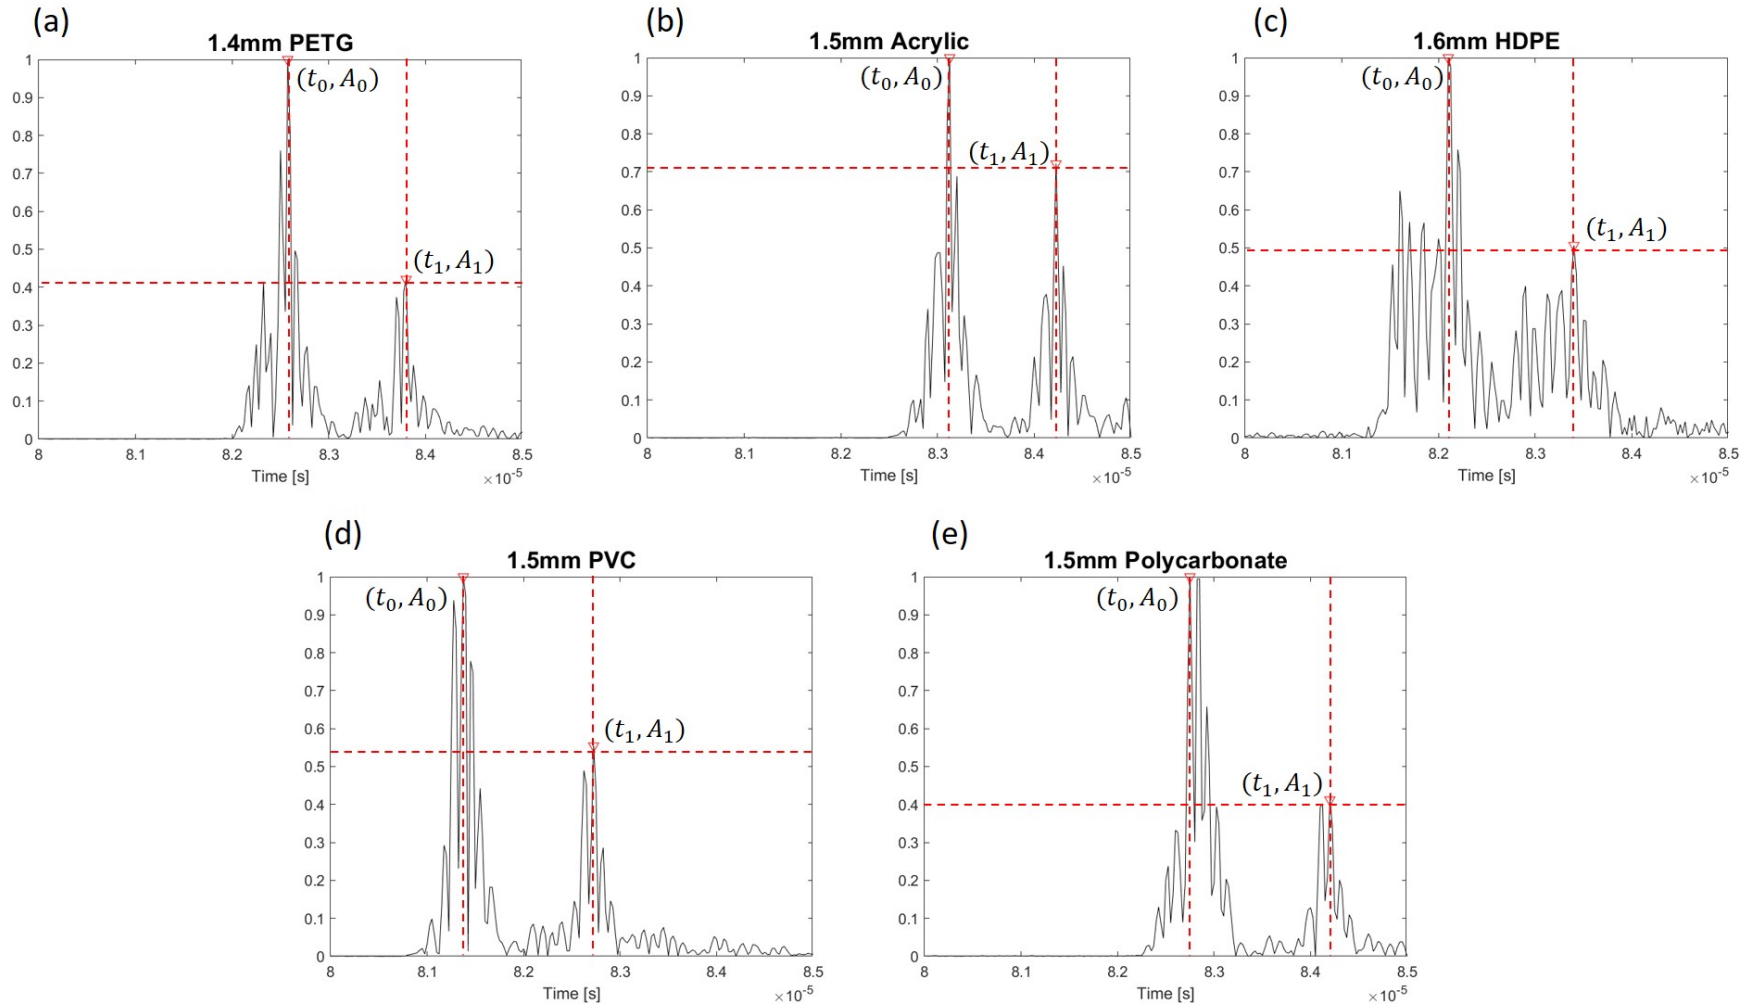 (a)
1.4mm PETG
1
0.9
0.8
0.7
0.6
0.5
0.4
0.3
0.2
0.1
0
(t₀, A₀)
(t₁, A₁)
8 8.1 8.2 8.3 8.4 8.5
Time [s]
×10⁻⁵
(b)
1.5mm Acrylic
1
0.9
0.8
0.7
0.6
0.5
0.4
0.3
0.2
0.1
0
(t₀, A₀)
(t₁, A₁)
8 8.1 8.2 8.3 8.4 8.5
Time [s]
×10⁻⁵
(c)
1.6mm HDPE
1
0.9
0.8
0.7
0.6
0.5
0.4
0.3
0.2
0.1
0
(t₀, A₀)
(t₁, A₁)
8 8.1 8.2 8.3 8.4 8.5
Time [s]
×10⁻⁵
(d)
1.5mm PVC
1
0.9
0.8
0.7
0.6
0.5
0.4
0.3
0.2
0.1
0
(t₀, A₀)
(t₁, A₁)
8 8.1 8.2 8.3 8.4 8.5
Time [s]
×10⁻⁵
(e)
1.5mm Polycarbonate
1
0.9
0.8
0.7
0.6
0.5
0.4
0.3
0.2
0.1
0
(t₀, A₀)
(t₁, A₁)
8 8.1 8.2 8.3 8.4 8.5
Time [s]
×10⁻⁵